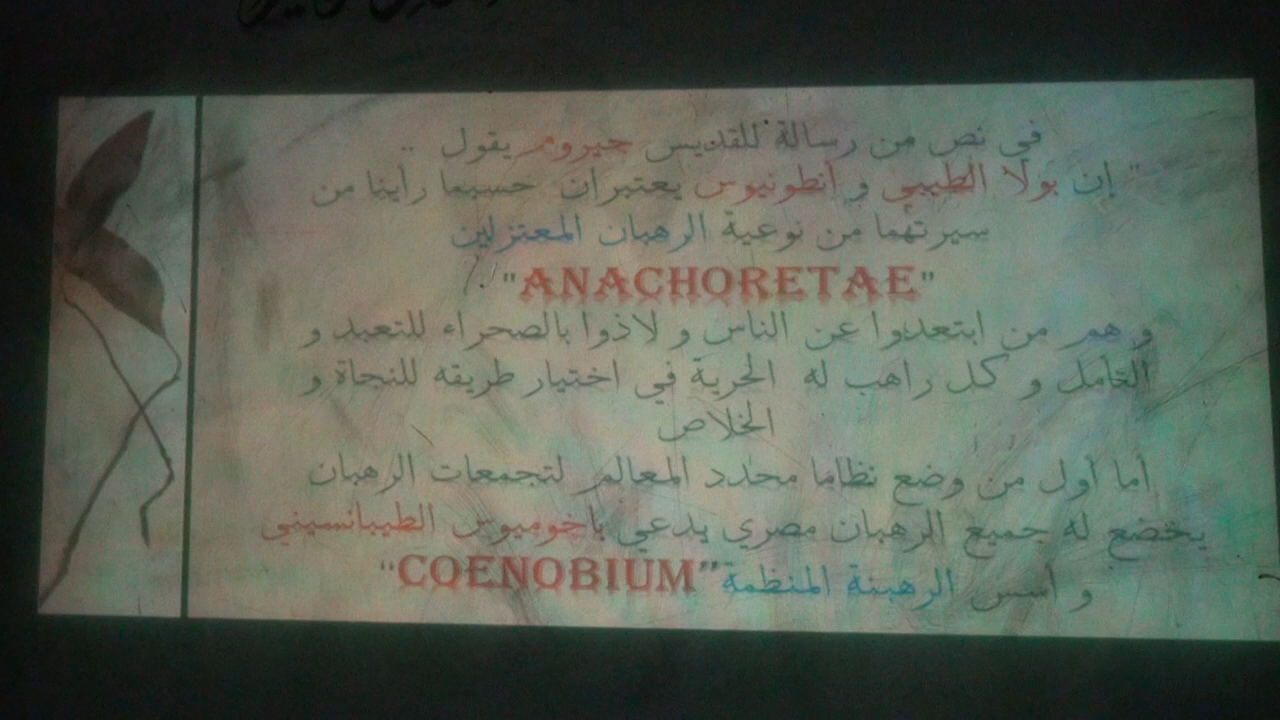 فى نص من رسالة للقديس جيروم يقول ..
" إن بولا الطيبي و أنطونيوس يعتبران حسبما رأينا من
سيرتهما من نوعية الرهبان المعتزلين
"ANACHORETAE"
و هم من ابتعدوا عن الناس و لاذوا بالصحراء للتعبد و
التأمل و كل راهب له الحرية في اختيار طريقه للنجاة و
الخلاص
أما أول من وضع نظاما محدد المعالم لتجمعات الرهبان
يخضع له جميع الرهبان مصري يدعي باخوميوس الطيبانسيني
و أسس الرهبنة المنظمة "COENOBIUM"